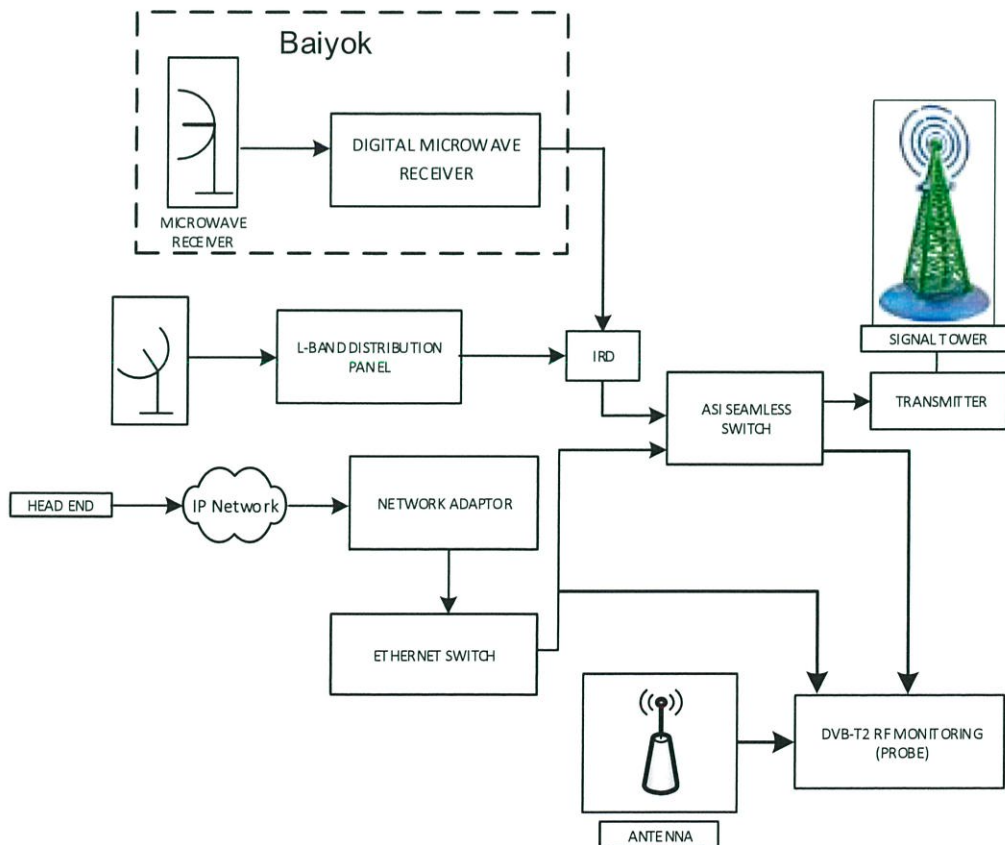 Baiyok
DIGITAL MICROWAVE
RECEIVER
MICROWAVE
RECEIVER
L-BAND DISTRIBUTION
PANEL
IRD
SIGNAL TOWER
ASI SEAMLESS
SWITCH
TRANSMITTER
HEAD END
IP Network
NETWORK ADAPTOR
ETHERNET SWITCH
DVB-T2 RF MONITORING
(PROBE)
ANTENNA